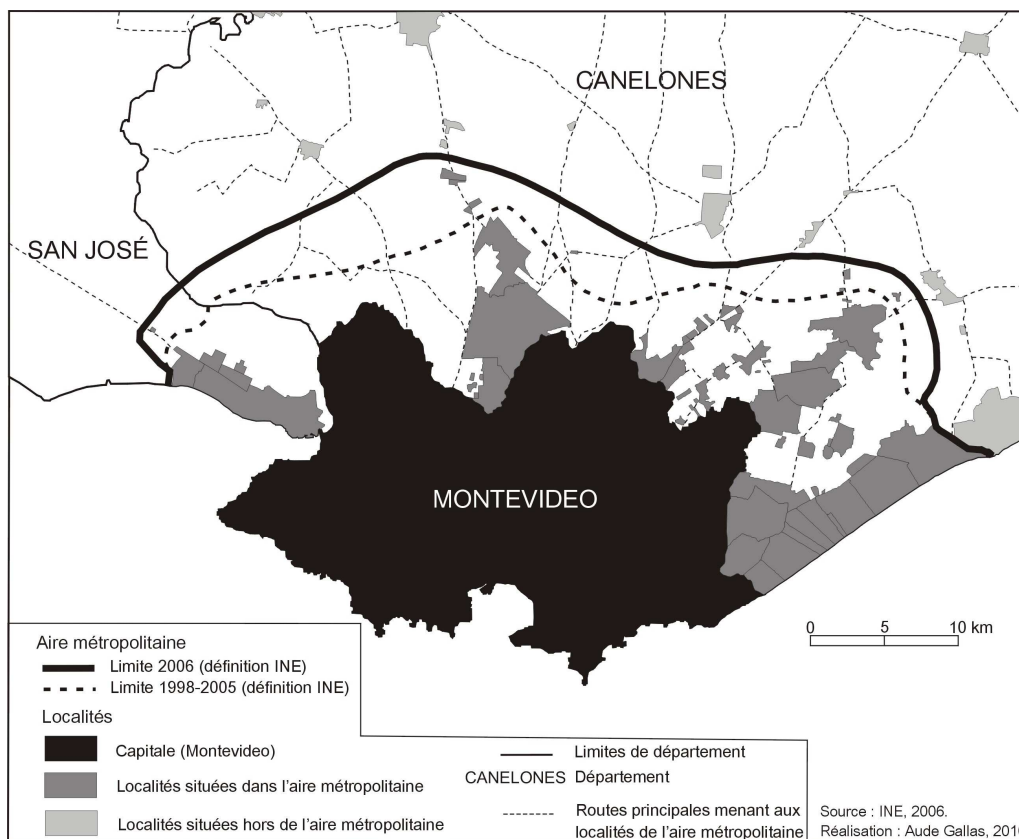 CANELONES
SAN JOSÉ
MONTEVIDEO
0 5 10 km
Aire métropolitaine
Limite 2006 (définition INE)
Limite 1998-2005 (définition INE)
Localités
Capitale (Montevideo)
Localités situées dans l'aire métropolitaine
Localités situées hors de l'aire métropolitaine
Limites de département
CANELONES Département
Routes principales menant aux
localités de l'aire métropolitaine
Source : INE, 2006.
Réalisation : Aude Gallas, 2010